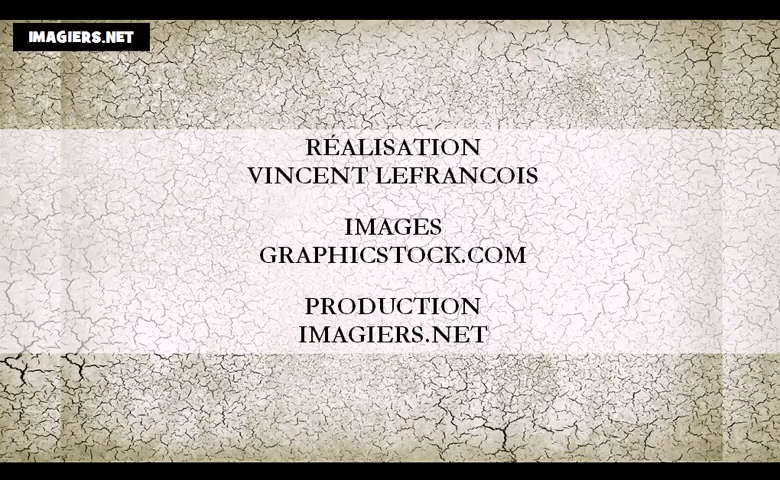 IMAGIERS.NET
RÉALISATION
VINCENT LEFRANCOIS
IMAGES
GRAPHICSTOCK.COM
PRODUCTION
IMAGIERS.NET